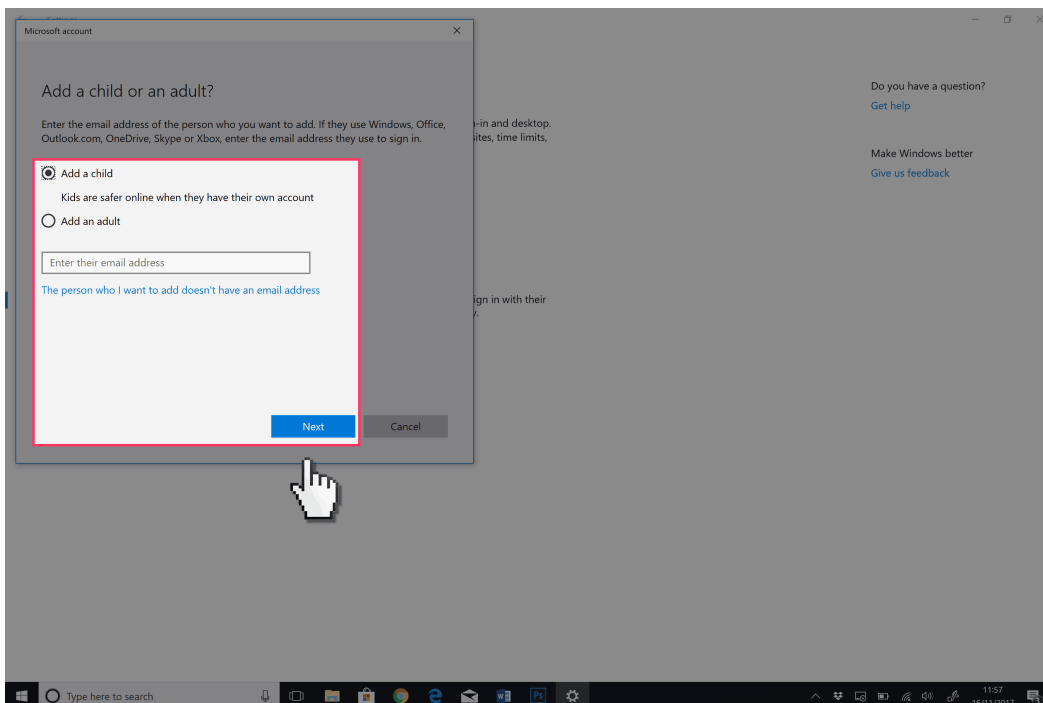 Microsoft account
Add a child or an adult?
Enter the email address of the person who you want to add. If they use Windows, Office,
Outlook.com, OneDrive, Skype or Xbox, enter the email address they use to sign in.
Add a child
Kids are safer online when they have their own account
Add an adult
Enter their email address
The person who I want to add doesn't have an email address
Next
Cancel
-in and desktop.
ites, time limits,
ign in with their
Do you have a question?
Get help
Make Windows better
Give us feedback
Type here to search
W
Ps
11:57
16/11/2017